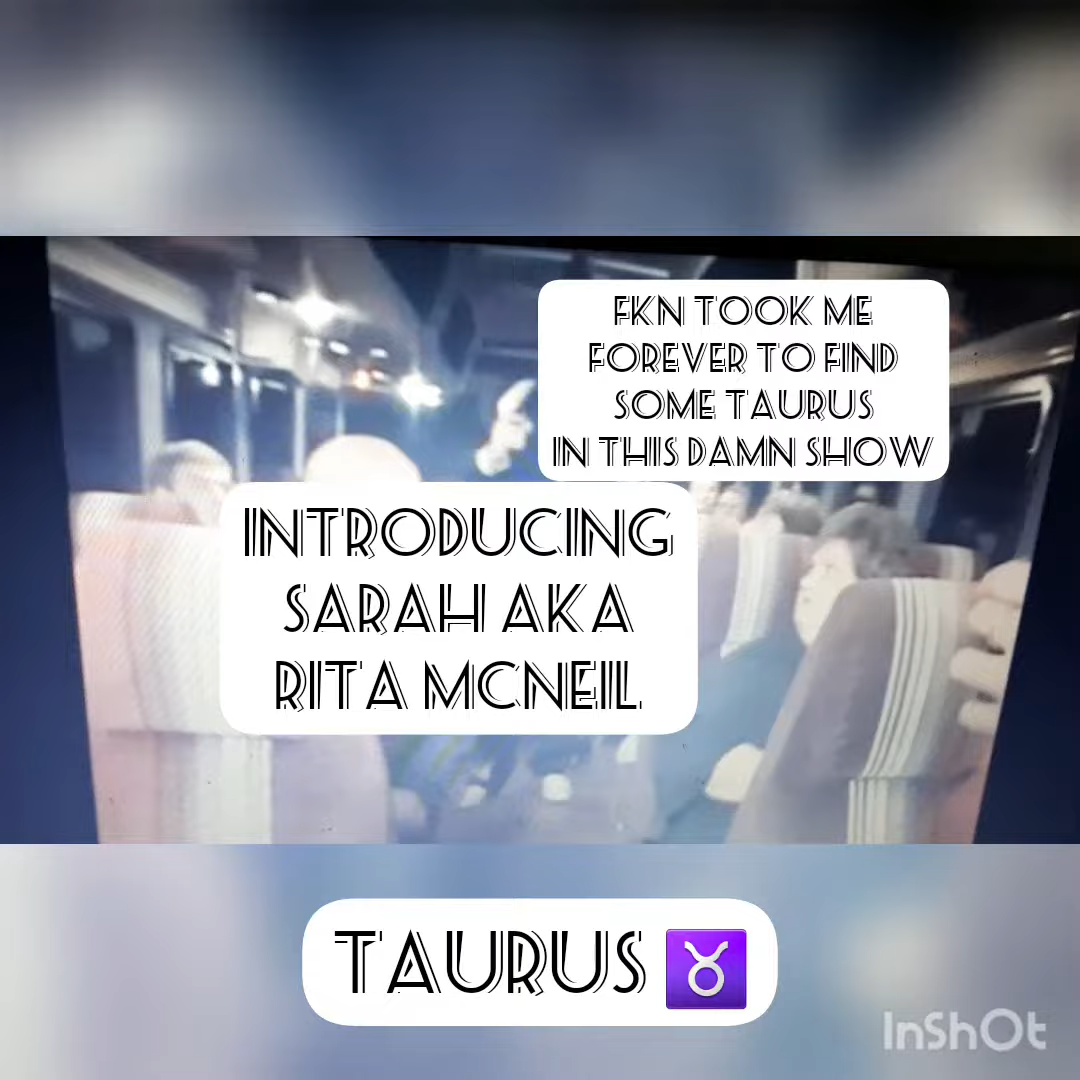 FKN TOOK ME
FOREVER TO FIND
SOME TAURUS
IN THIS DAMN SHOW
INTRODUCING
SARAH AKA
RITA MCNEIL
TAURUS ♉
InShOt